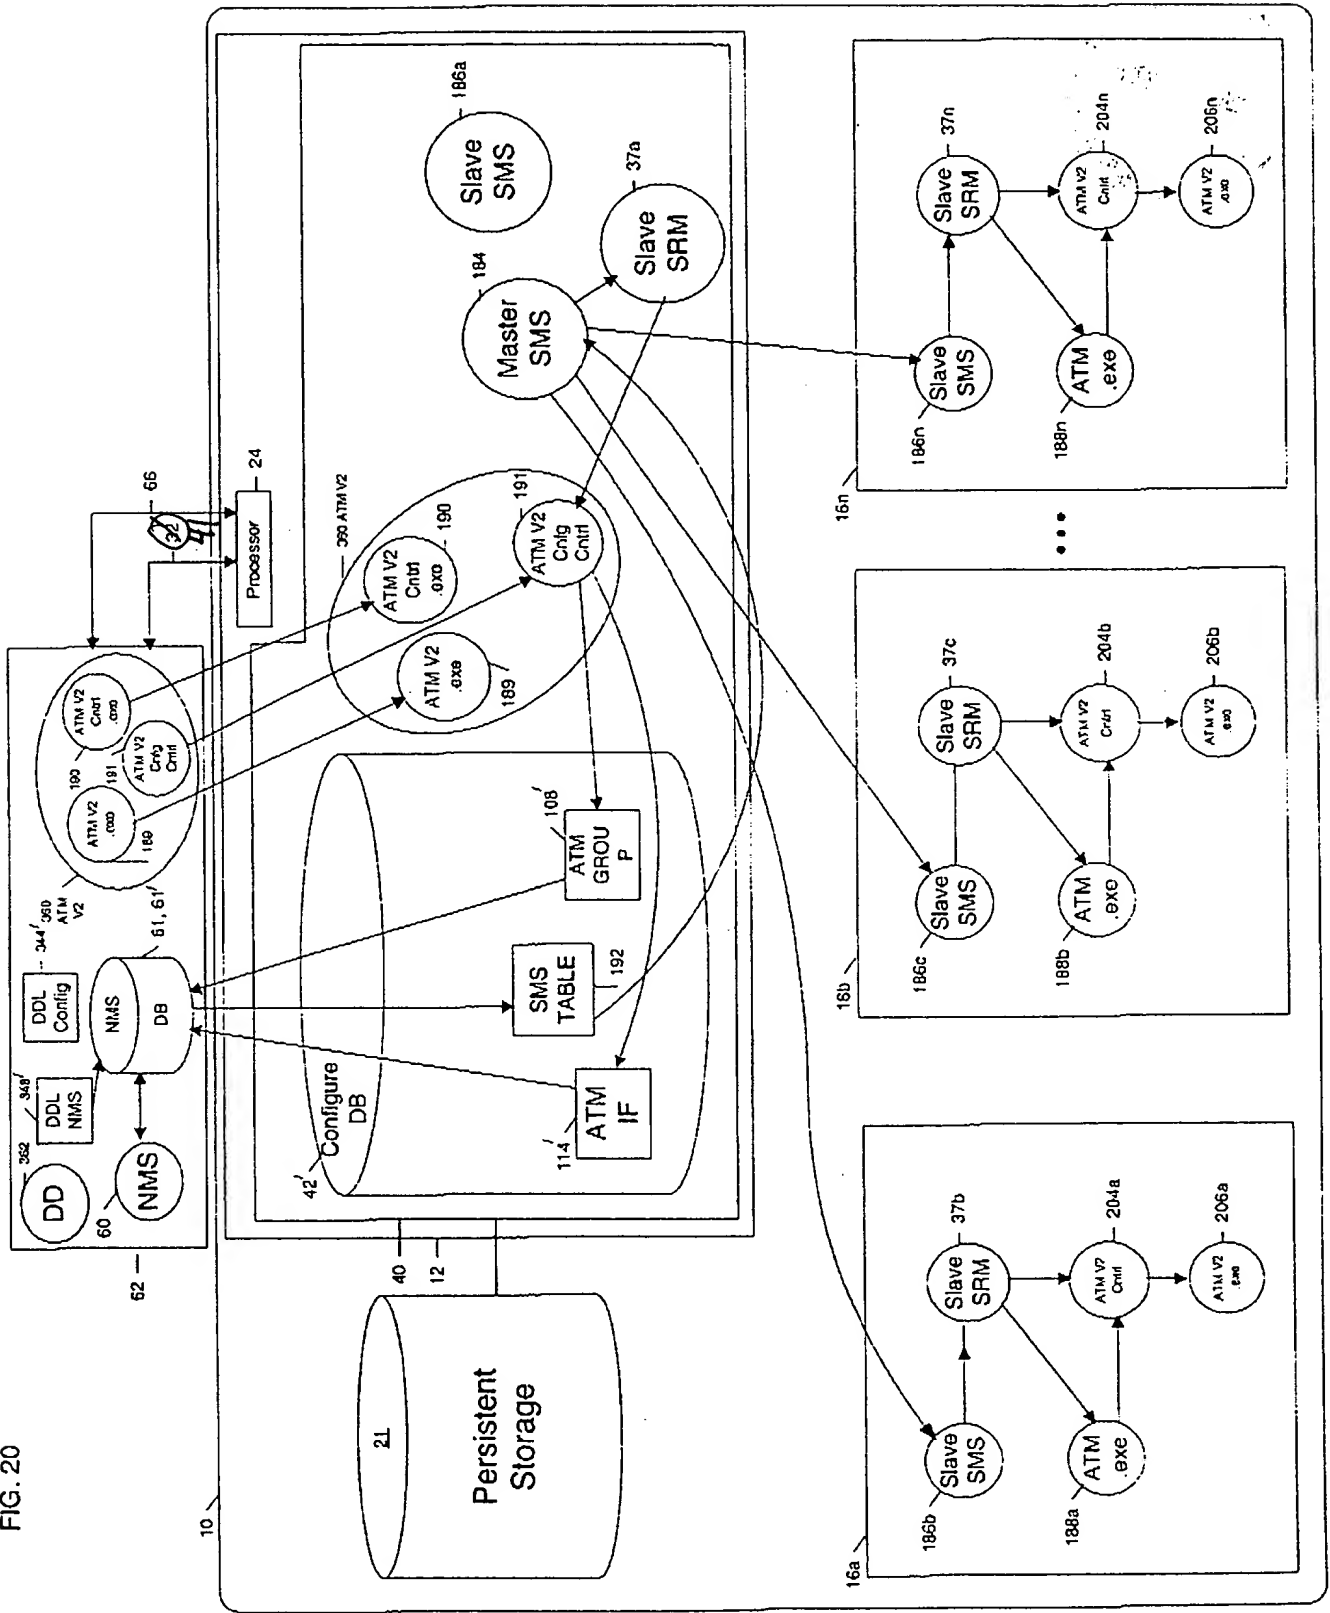 FIG. 20
62
362
DD
60
NMS
348'
DDL
NMS
344'
DDL
Config
NMS
DB
61, 61'
360
ATM
V2
189
ATM V2
.exe
190
ATM V2
Cntrl
.exe
191
ATM V2
Cnfg
Cntrl
66
32
10
21
Persistent
Storage
40
12
Processor
24
42'
Configure
DB
114'
ATM
IF
SMS
TABLE
192
108'
ATM
GROU
P
360 ATM V2
ATM V2
.exe
189
ATM V2
Cntrl
.exe
190
191
ATM V2
Cnfg
Cntrl
184
Master
SMS
186a
Slave
SMS
37a
Slave
SRM
16a
186b
Slave
SMS
37b
Slave
SRM
188a
ATM
.exe
204a
ATM V2
Cntrl
206a
ATM V2
.exe
16b
186c
Slave
SMS
37c
Slave
SRM
188b
ATM
.exe
204b
ATM V2
Cntrl
206b
ATM V2
.exe
16n
186n
Slave
SMS
37n
Slave
SRM
188n
ATM
.exe
204n
ATM V2
Cntrl
206n
ATM V2
.exe